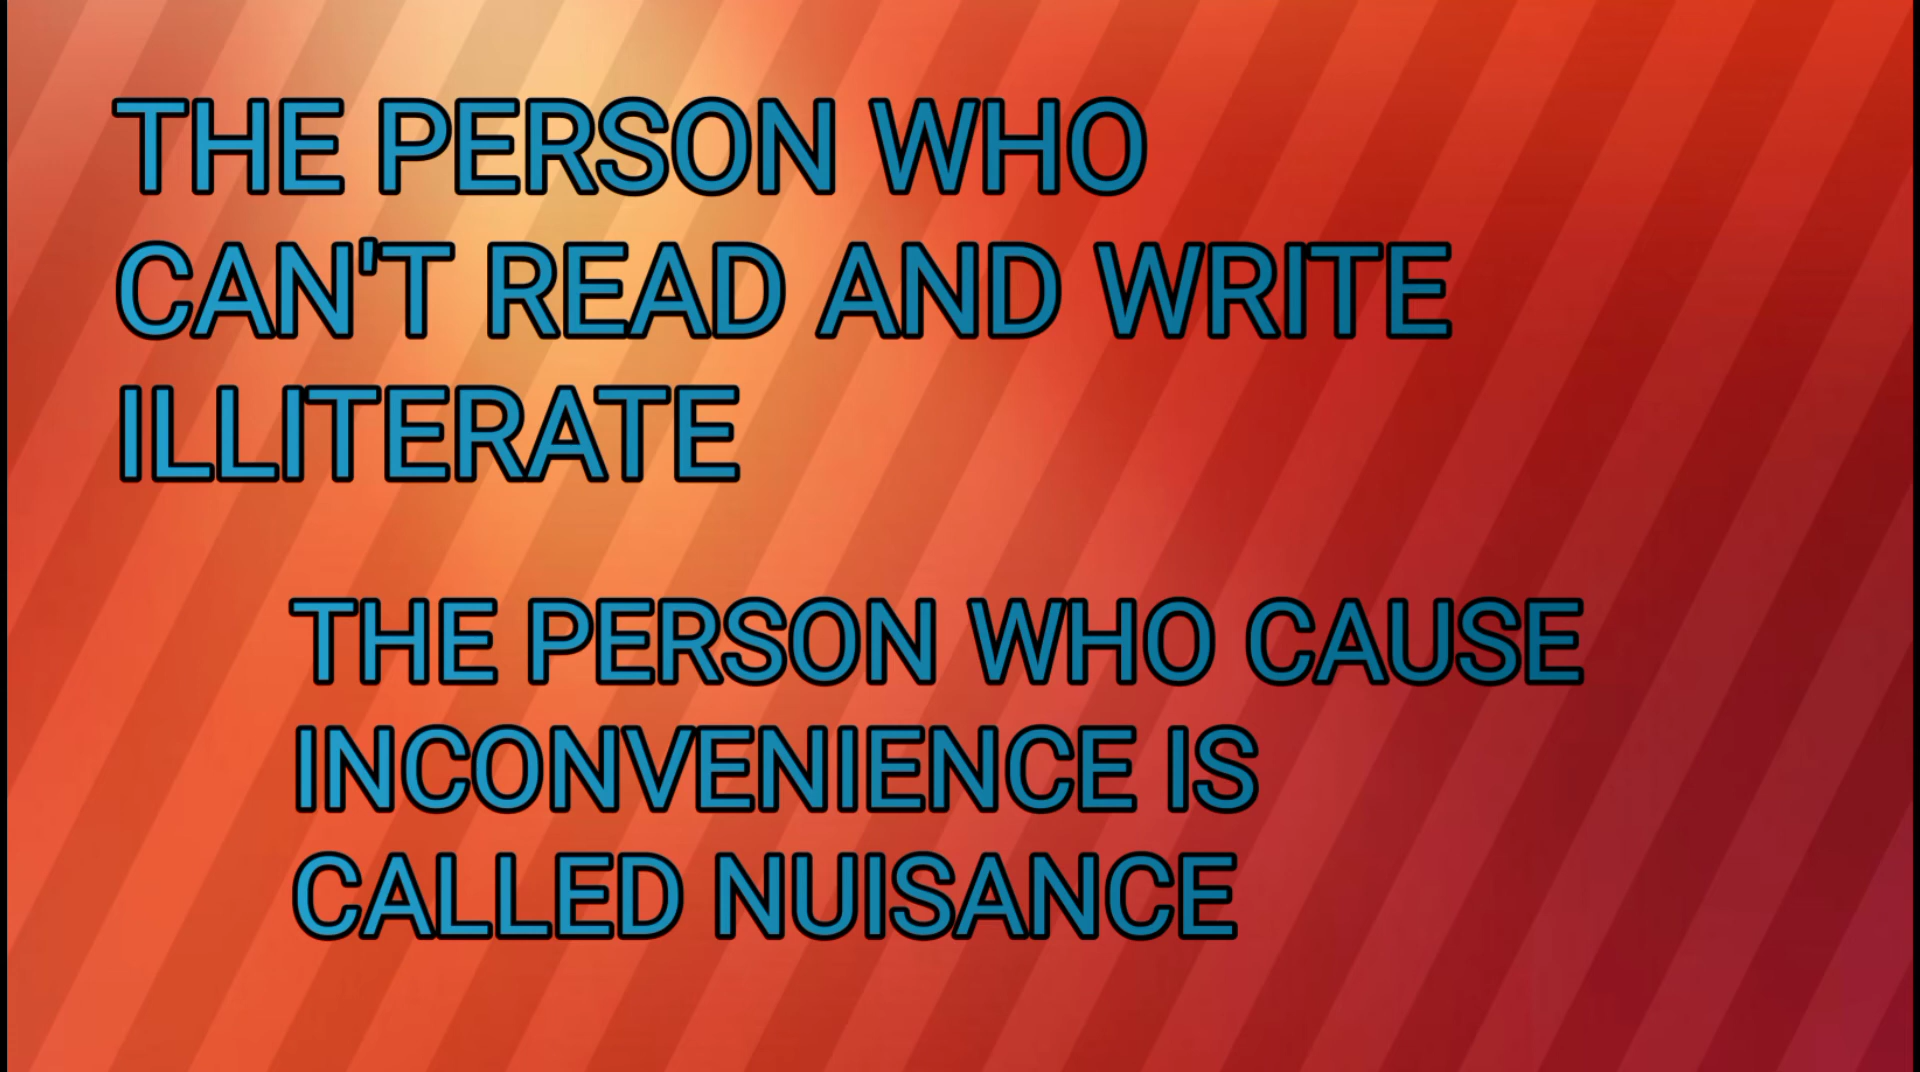 THE PERSON WHO
CAN'T READ AND WRITE
ILLITERATE
THE PERSON WHO CAUSE
INCONVENIENCE IS
CALLED NUISANCE